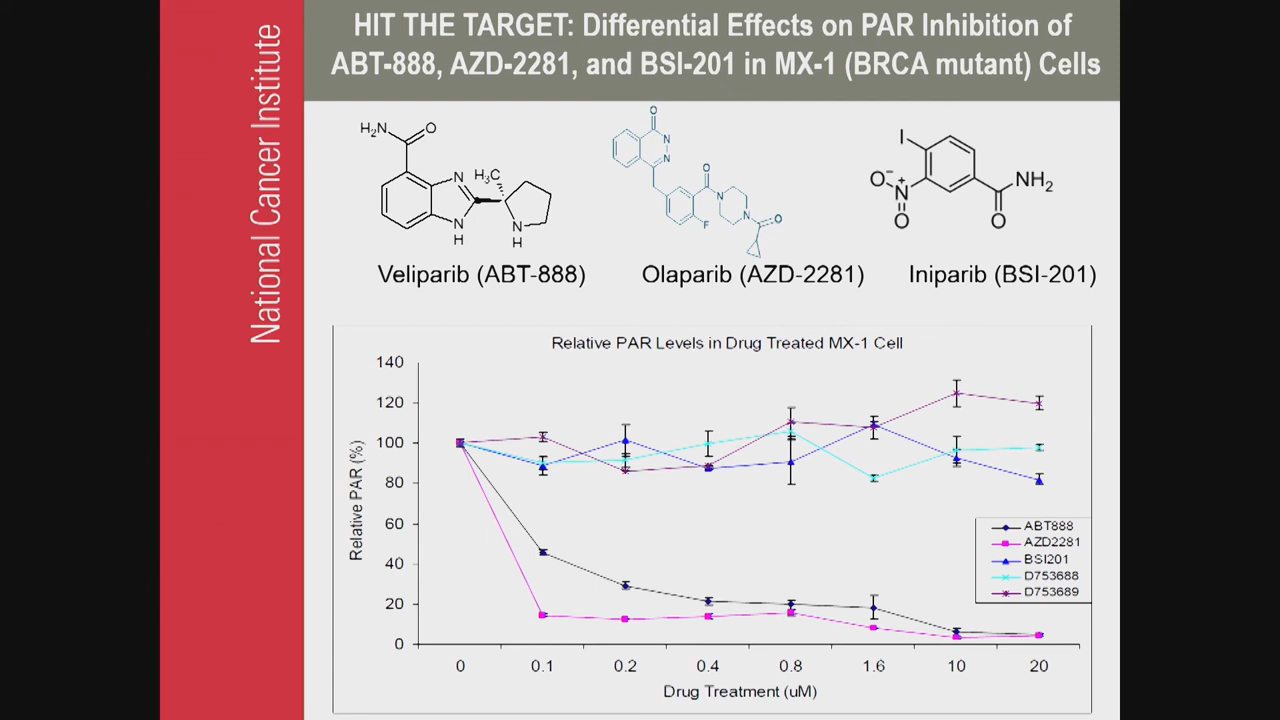 HIT THE TARGET: Differential Effects on PAR Inhibition of
ABT-888, AZD-2281, and BSI-201 in MX-1 (BRCA mutant) Cells
National Cancer Institute
H₂N
O
N
H₃C
N
H
N
H
O
N
N
O
N
N
O
F
I
O⁻
N⁺
O
NH₂
O
Veliparib (ABT-888)
Olaparib (AZD-2281)
Iniparib (BSI-201)
Relative PAR Levels in Drug Treated MX-1 Cell
Relative PAR (%)
140
120
100
80
60
40
20
0
ABT888
AZD2281
BSI201
D753688
D753689
0 0.1 0.2 0.4 0.8 1.6 10 20
Drug Treatment (uM)